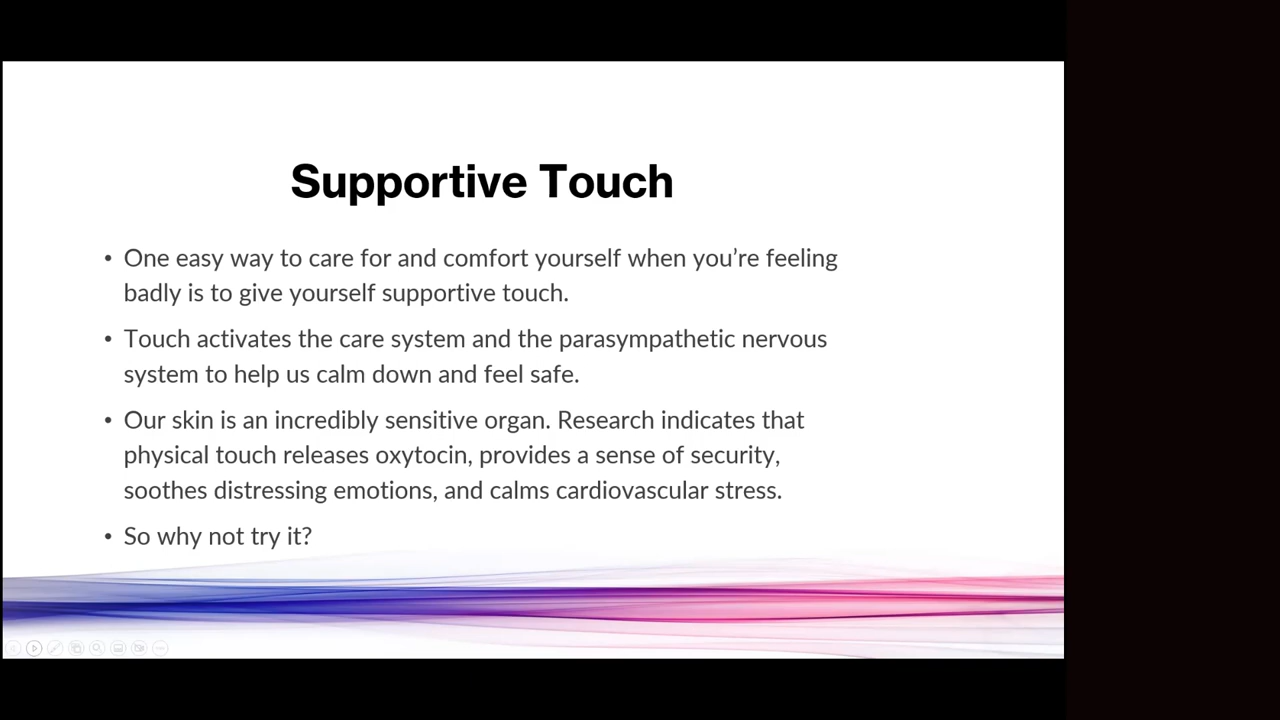 Supportive Touch
• One easy way to care for and comfort yourself when you’re feeling
badly is to give yourself supportive touch.
• Touch activates the care system and the parasympathetic nervous
system to help us calm down and feel safe.
• Our skin is an incredibly sensitive organ. Research indicates that
physical touch releases oxytocin, provides a sense of security,
soothes distressing emotions, and calms cardiovascular stress.
• So why not try it?